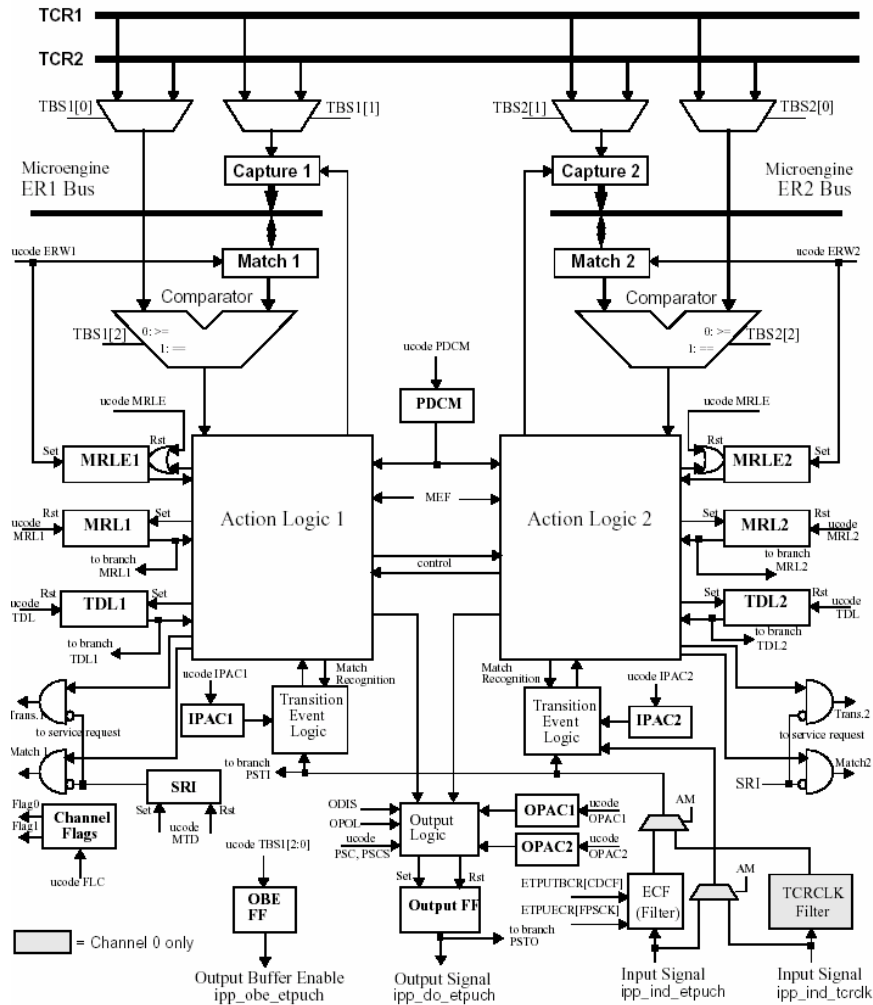 TCR1
TCR2
TBS1[0]
TBS1[1]
TBS2[1]
TBS2[0]
Microengine
ER1 Bus
Capture 1
Capture 2
Microengine
ER2 Bus
ucode ERW1
Match 1
Match 2
ucode ERW2
Comparator
Comparator
TBS1[2]
0: >=
1: ==
0: >=
1: ==
TBS2[2]
ucode PDCM
PDCM
ucode MRLE
ucode MRLE
Set
MRLE1
Rst
Rst
MRLE2
Set
Action Logic 1
MEF
Action Logic 2
control
Rst
ucode
MRL1
MRL1
Set
to branch
MRL1
Set
MRL2
Rst
ucode
MRL2
to branch
MRL2
Rst
ucode
TDL
TDL1
Set
to branch
TDL1
Set
TDL2
Rst
ucode
TDL
to branch
TDL2
Match
Recognition
Match
Recognition
ucode IPAC1
IPAC1
Transition
Event
Logic
Transition
Event
Logic
ucode IPAC2
IPAC2
Trans.1
to service request
Match 1
Trans.2
to service request
Match2
SRI
SRI
Set
Rst
ucode
MTD
to branch
PSTI
Flag0
Flag1
Channel
Flags
ucode FLC
ODIS
OPOL
ucode
PSC, PSCS
Output
Logic
OPAC1
ucode
OPAC1
OPAC2
ucode
OPAC2
AM
AM
Set
Rst
ucode TBS1[2:0]
OBE
FF
Output FF
to branch
PSTO
ETPUTBCR[CDCF]
ETPUECR[FPSCK]
ECF
(Filter)
TCRCLK
Filter
= Channel 0 only
Output Buffer Enable
ipp_obe_etpuch
Output Signal
ipp_do_etpuch
Input Signal
ipp_ind_etpuch
Input Signal
ipp_ind_tcrclk